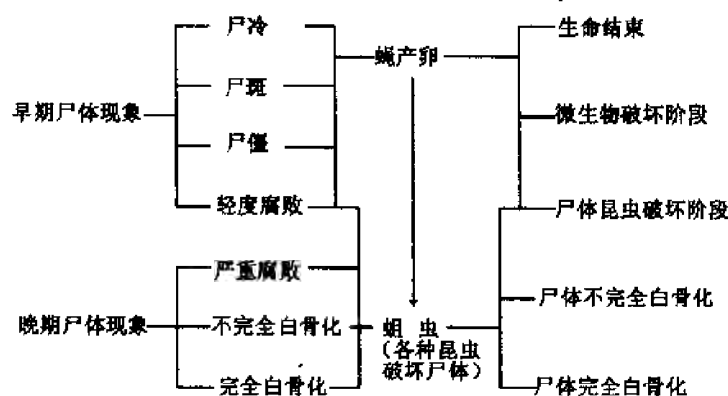 尸冷
蝇产卵
生命结束
尸斑
早期尸体现象
微生物破坏阶段
尸僵
轻度腐败
尸体昆虫破坏阶段
严重腐败
尸体不完全白骨化
晚期尸体现象
不完全白骨化
蛆虫
(各种昆虫
破坏尸体)
完全白骨化
尸体完全白骨化